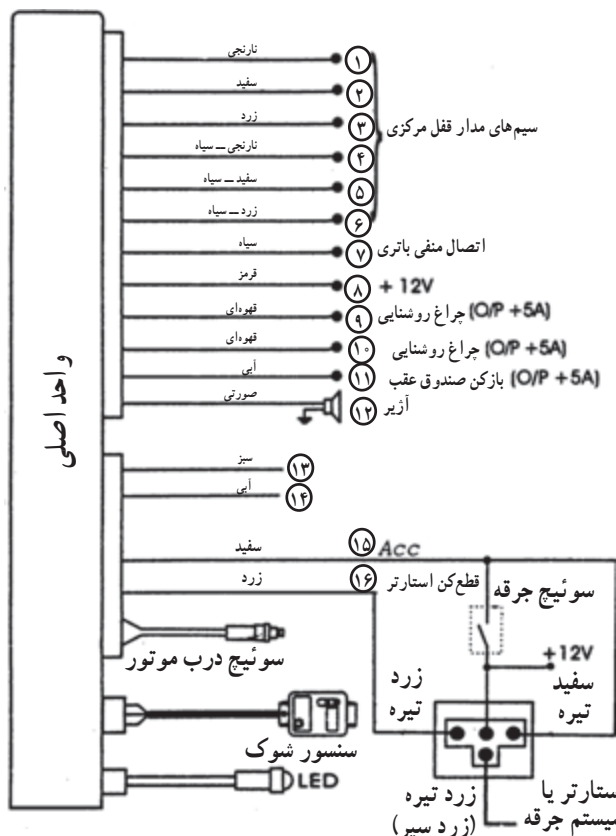 واحد اصلی
نارنجی ۱
سفید ۲
زرد ۳ سیم‌های مدار قفل مرکزی
نارنجی – سیاه ۴
سفید – سیاه ۵
زرد – سیاه ۶
سیاه ۷ اتصال منفی باتری
قرمز ۸ + 12V
قهوه‌ای ۹ چراغ روشنایی (O/P +5A)
قهوه‌ای ۱۰ چراغ روشنایی (O/P +5A)
آبی ۱۱ بازکن صندوق عقب (O/P +5A)
صورتی ۱۲ آژیر
سبز ۱۳
آبی ۱۴
سفید ۱۵ Acc
زرد ۱۶ قطع‌کن استارتر
سوئیچ جرقه
+12V
سوئیچ درب موتور
زرد
تیره
سفید
تیره
سنسور شوک
LED
زرد تیره
(زرد سیر)
ستارتر یا
یستم جرقه